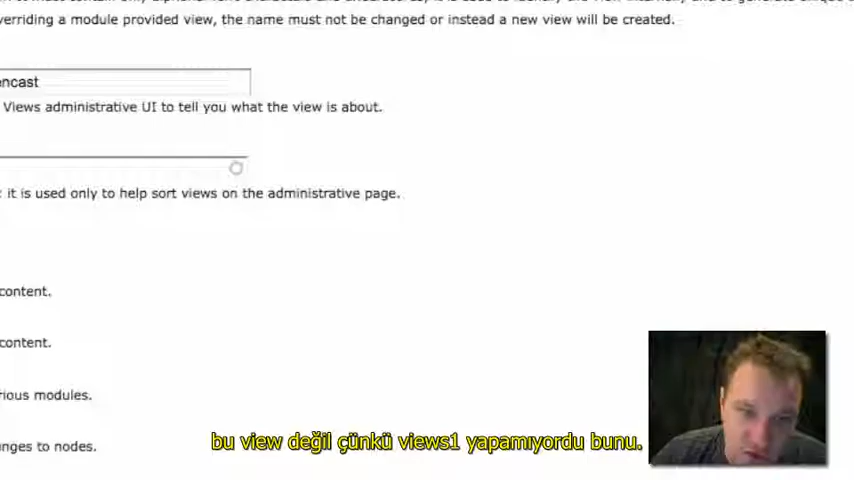 verriding a module provided view, the name must not be changed or instead a new view will be created.
encast
Views administrative UI to tell you what the view is about.
it is used only to help sort views on the administrative page.
content.
content.
rious modules.
nges to nodes.
bu view değil çünkü views1 yapamıyordu bunu.